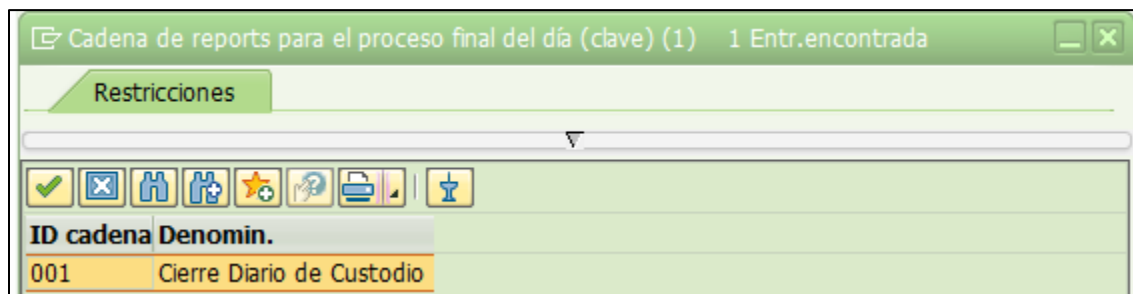 Cadena de reports para el proceso final del día (clave) (1) 1 Entr.encontrada
Restricciones
ID cadena Denomin.
001 Cierre Diario de Custodio